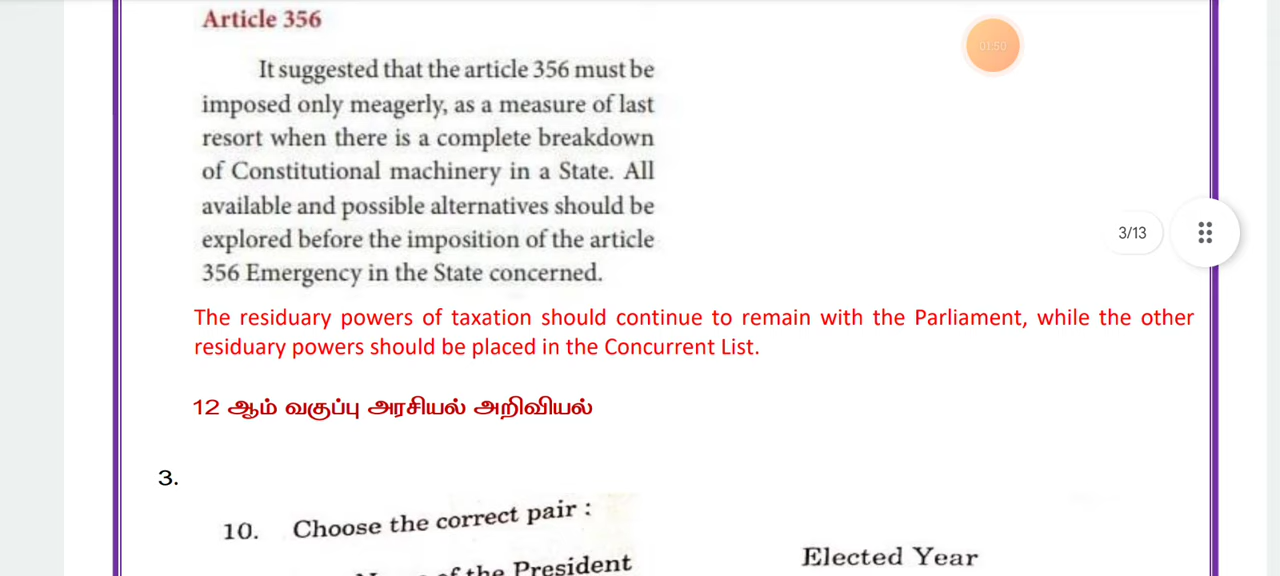 Article 356
01:50
It suggested that the article 356 must be
imposed only meagerly, as a measure of last
resort when there is a complete breakdown
of Constitutional machinery in a State. All
available and possible alternatives should be
explored before the imposition of the article
356 Emergency in the State concerned.
3/13
The residuary powers of taxation should continue to remain with the Parliament, while the other
residuary powers should be placed in the Concurrent List.
12 ஆம் வகுப்பு அரசியல் அறிவியல்
3.
10. Choose the correct pair :
of the President
Elected Year